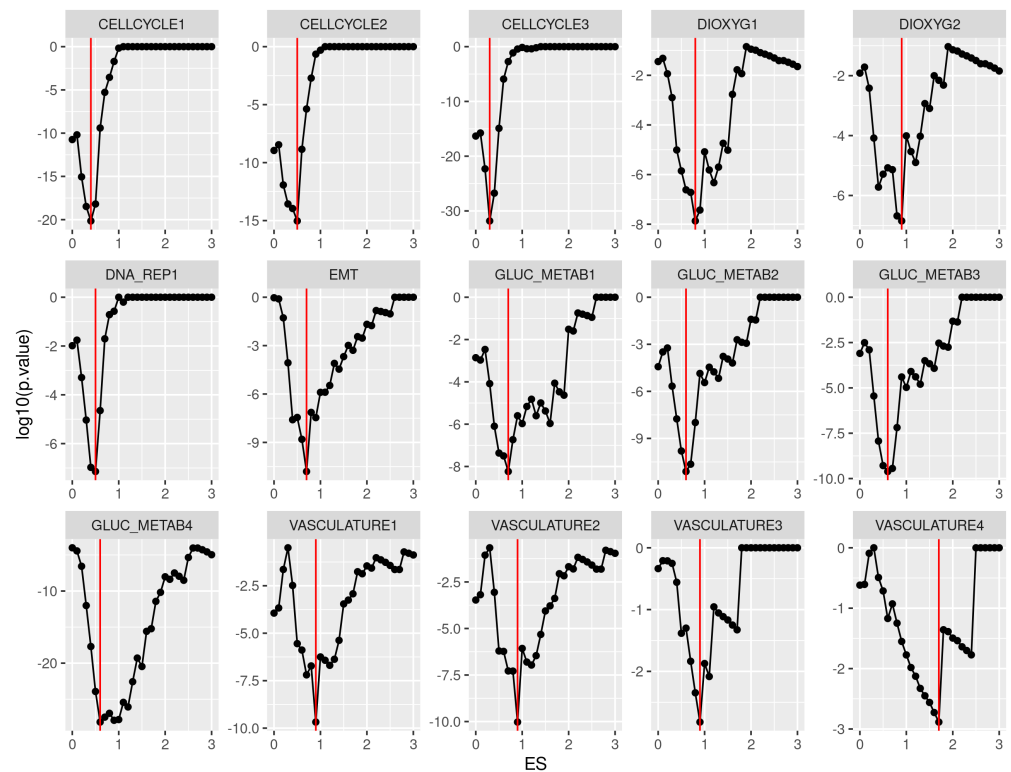 CELLCYCLE1 CELLCYCLE2 CELLCYCLE3 DIOXYG1 DIOXYG2
0 -5 -10 -15 -20
0 -5 -10 -15
0 -10 -20 -30
-2 -4 -6 -8
-2 -4 -6
0 1 2 3 0 1 2 3 0 1 2 3 0 1 2 3 0 1 2 3
DNA_REP1 EMT GLUC_METAB1 GLUC_METAB2 GLUC_METAB3
0 -2 -4 -6
0 -3 -6 -9
0 -2 -4 -6 -8
0 -3 -6 -9
0.0 -2.5 -5.0 -7.5 -10.0
0 1 2 3 0 1 2 3 0 1 2 3 0 1 2 3 0 1 2 3
GLUC_METAB4 VASCULATURE1 VASCULATURE2 VASCULATURE3 VASCULATURE4
-10 -20
-2.5 -5.0 -7.5 -10.0
-2.5 -5.0 -7.5 -10.0
0 -1 -2
0 -1 -2 -3
0 1 2 3 0 1 2 3 0 1 2 3 0 1 2 3 0 1 2 3
log10(p.value)
ES